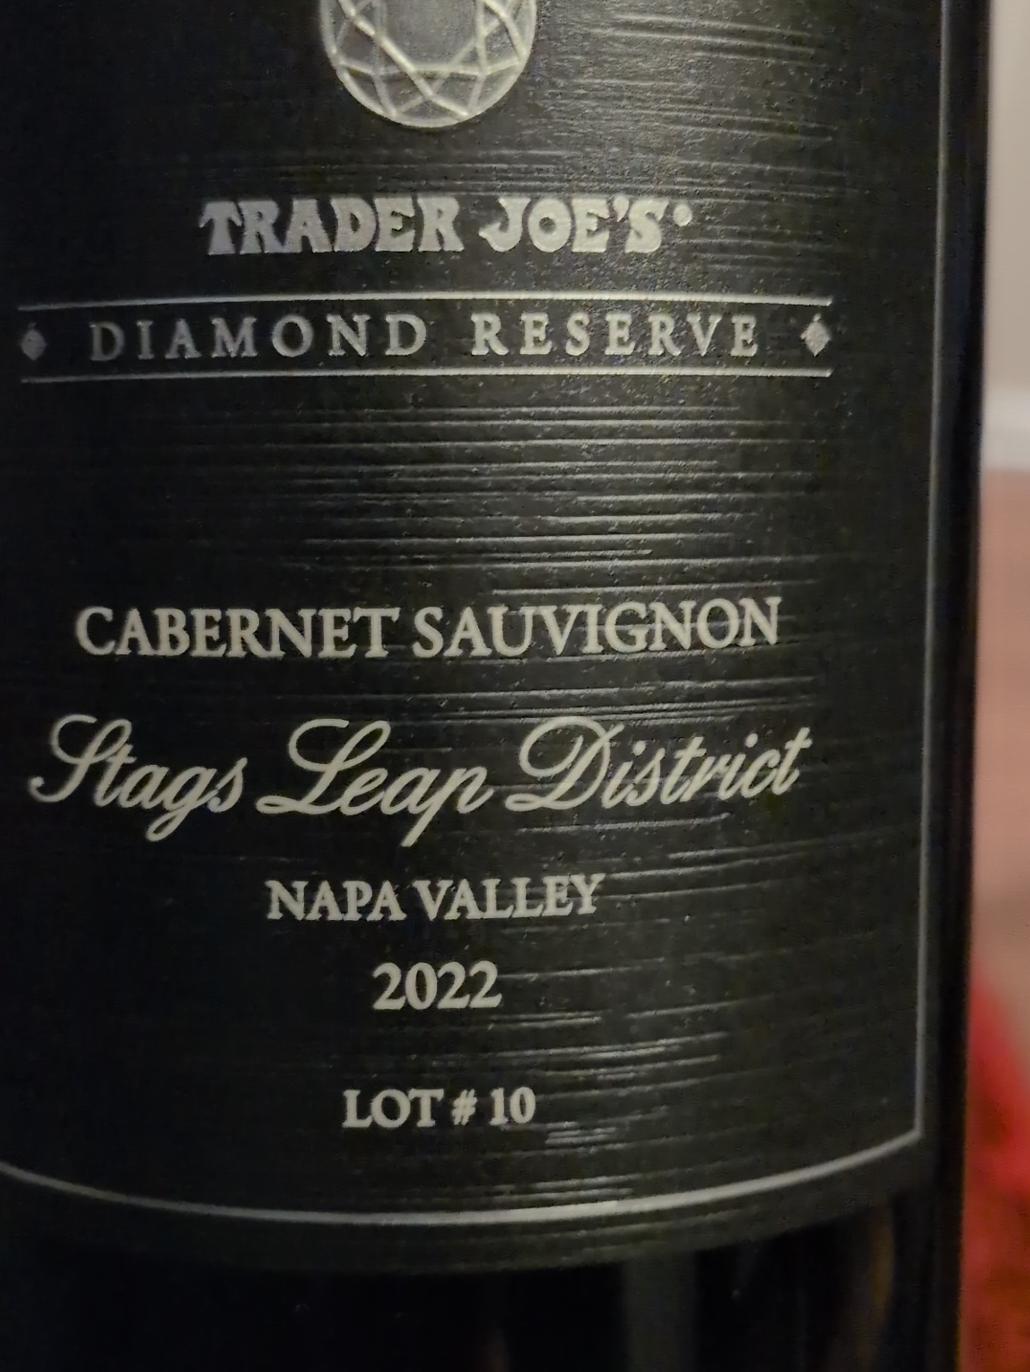 TRADER JOE'S
DIAMOND RESERVE
CABERNET SAUVIGNON
Stags Leap District
NAPA VALLEY
2022
LOT # 10